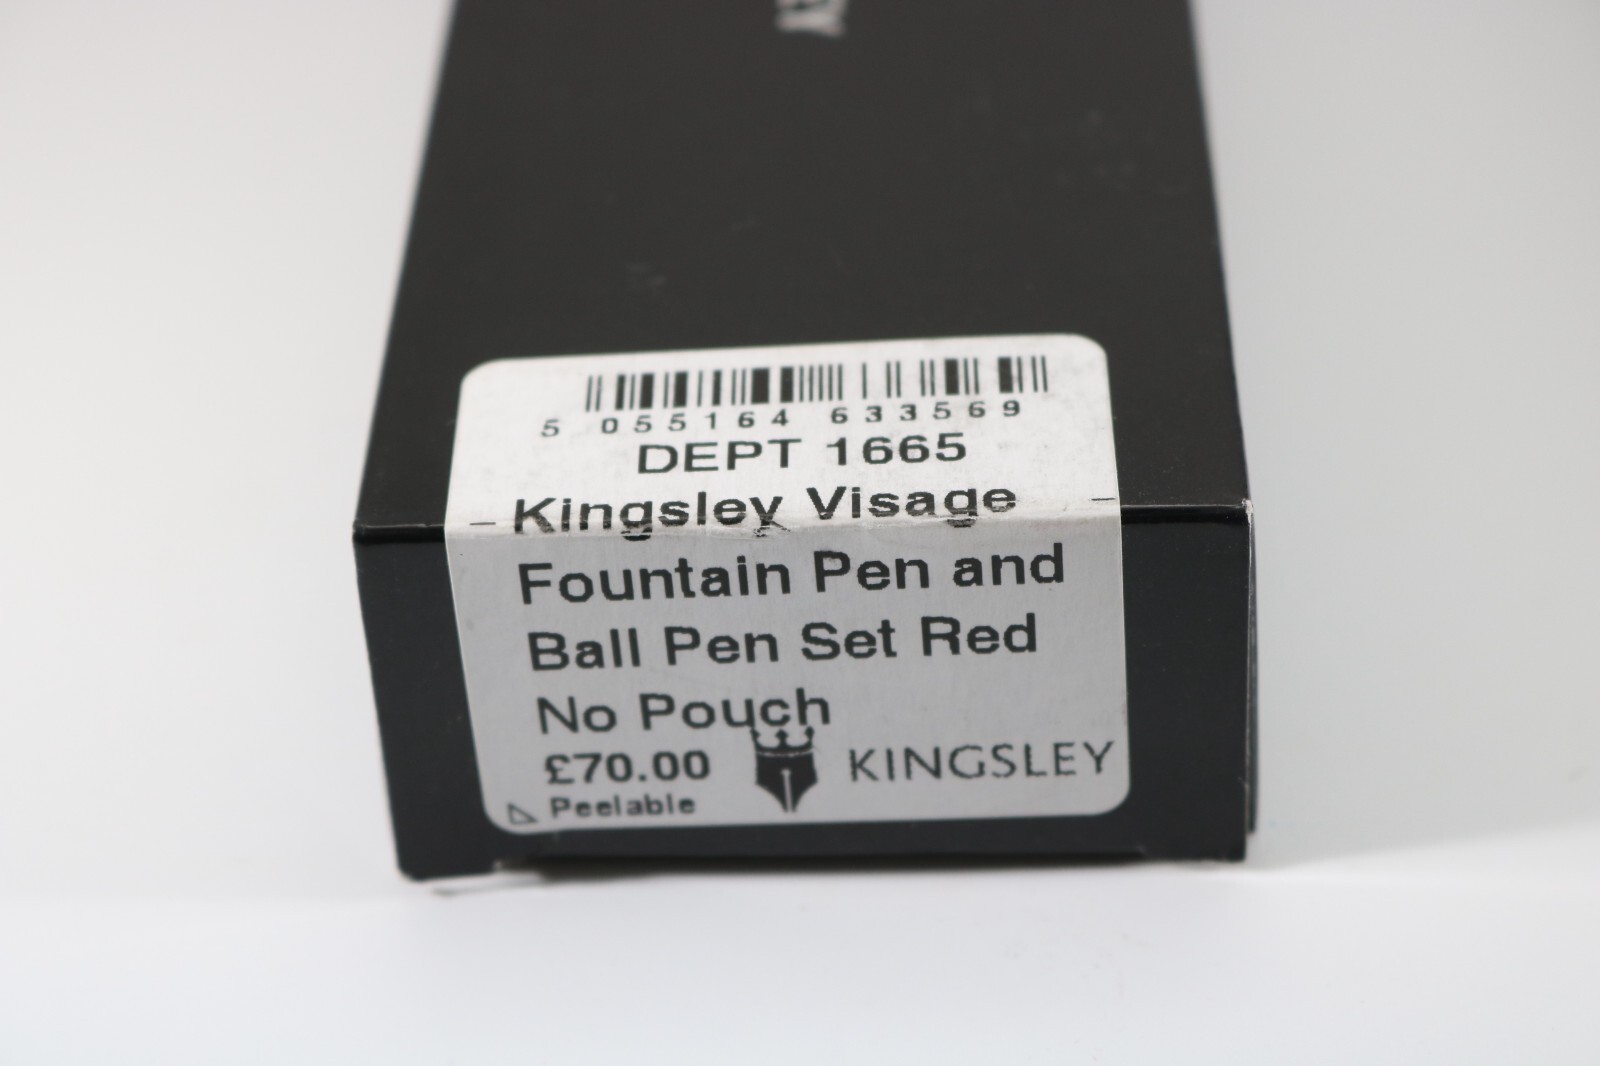 5 055164 633569
DEPT 1665
Kingsley Visage
Fountain Pen and
Ball Pen Set Red
No Pouch
£70.00
KINGSLEY
Peelable